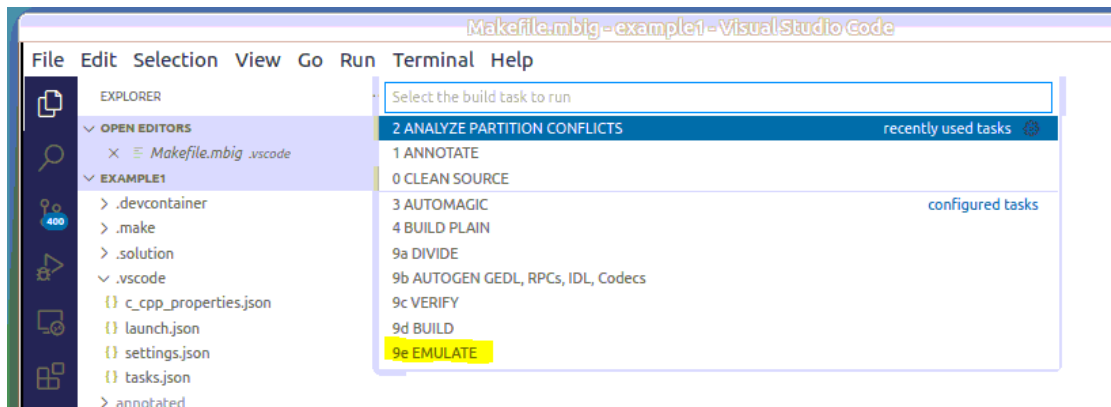 Makefile.mbig - example1 - Visual Studio Code
File Edit Selection View Go Run Terminal Help
EXPLORER
OPEN EDITORS
Makefile.mbig .vscode
EXAMPLE1
.devcontainer
.make
.solution
.vscode
{} c_cpp_properties.json
{} launch.json
{} settings.json
{} tasks.json
annotated
400
Select the build task to run
2 ANALYZE PARTITION CONFLICTS recently used tasks
1 ANNOTATE
0 CLEAN SOURCE
3 AUTOMAGIC configured tasks
4 BUILD PLAIN
9a DIVIDE
9b AUTOGEN GEDL, RPCs, IDL, Codecs
9c VERIFY
9d BUILD
9e EMULATE